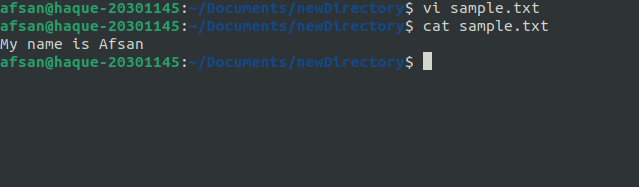 afsan@haque-20301145:~/Documents/newDirectory$ vi sample.txt
afsan@haque-20301145:~/Documents/newDirectory$ cat sample.txt
My name is Afsan
afsan@haque-20301145:~/Documents/newDirectory$